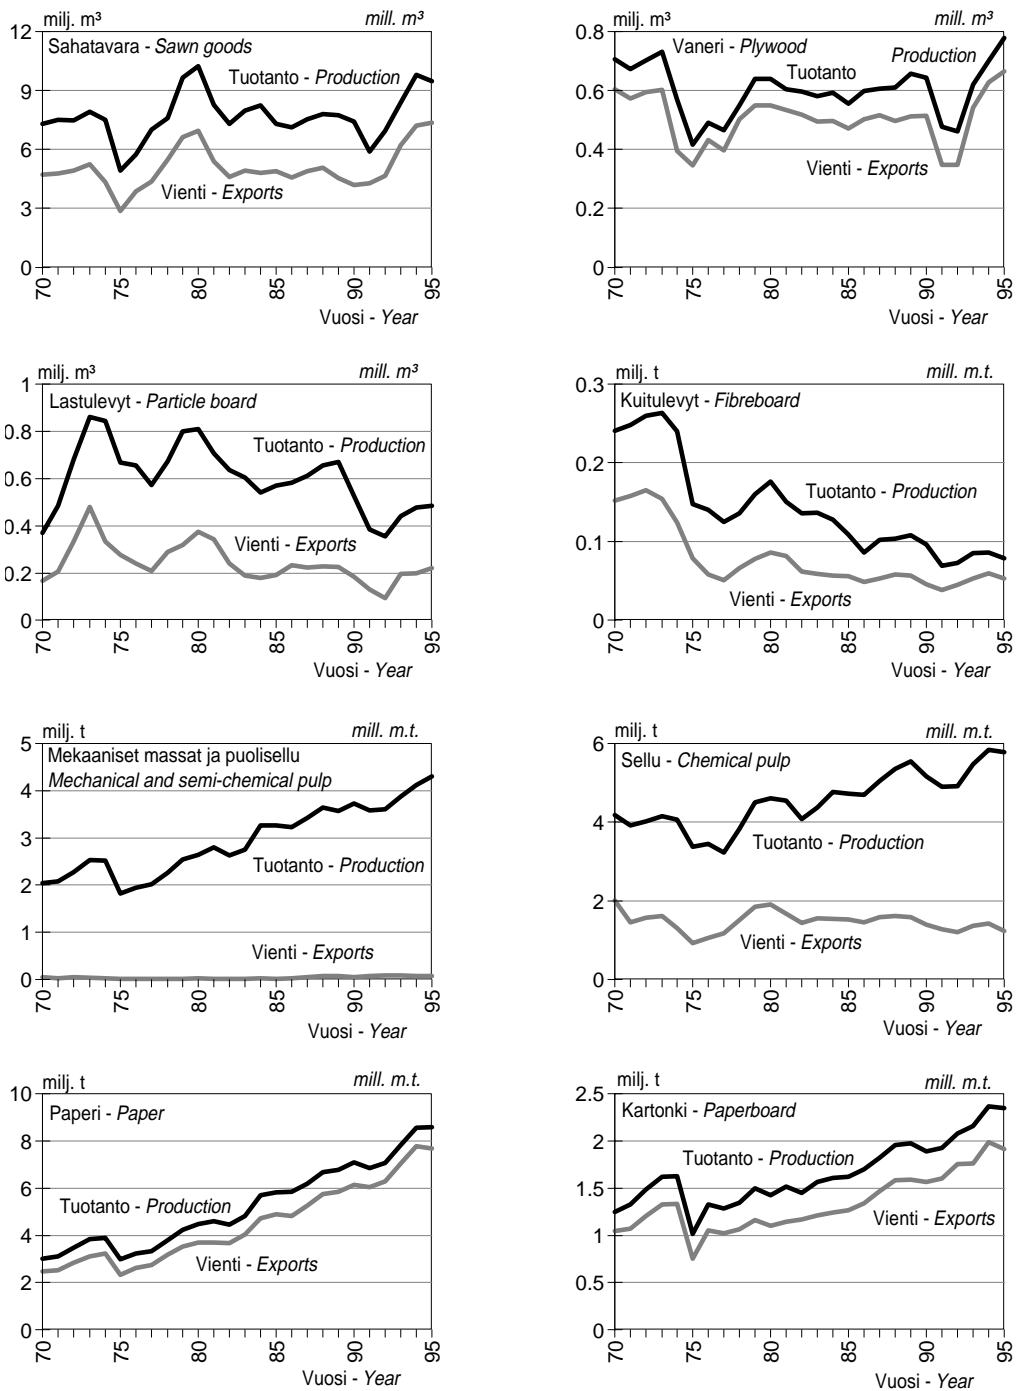 milj. m³ mill. m³
12
Sahatavara - Sawn goods
Tuotanto - Production
9
6
Vienti - Exports
3
0
70 75 80 85 90 95
Vuosi - Year
milj. m³ mill. m³
0.8
Vaneri - Plywood
Production
Tuotanto
0.6
0.4
Vienti - Exports
0.2
0
70 75 80 85 90 95
Vuosi - Year
milj. m³ mill. m³
1
Lastulevyt - Particle board
0.8
Tuotanto - Production
0.6
Vienti - Exports
0.4
0.2
0
70 75 80 85 90 95
Vuosi - Year
milj. t mill. m.t.
0.3
Kuitulevyt - Fibreboard
0.2
Tuotanto - Production
0.1
Vienti - Exports
0
70 75 80 85 90 95
Vuosi - Year
milj. t mill. m.t.
5
Mekaaniset massat ja puolisellu
Mechanical and semi-chemical pulp
4
3
Tuotanto - Production
2
1
Vienti - Exports
0
70 75 80 85 90 95
Vuosi - Year
milj. t mill. m.t.
6
Sellu - Chemical pulp
4
Tuotanto - Production
2
Vienti - Exports
0
70 75 80 85 90 95
Vuosi - Year
milj. t mill. m.t.
10
Paperi - Paper
8
6
Tuotanto - Production
4
Vienti - Exports
2
0
70 75 80 85 90 95
Vuosi - Year
milj. t mill. m.t.
2.5
Kartonki - Paperboard
2
Tuotanto - Production
1.5
Vienti - Exports
1
0.5
0
70 75 80 85 90 95
Vuosi - Year